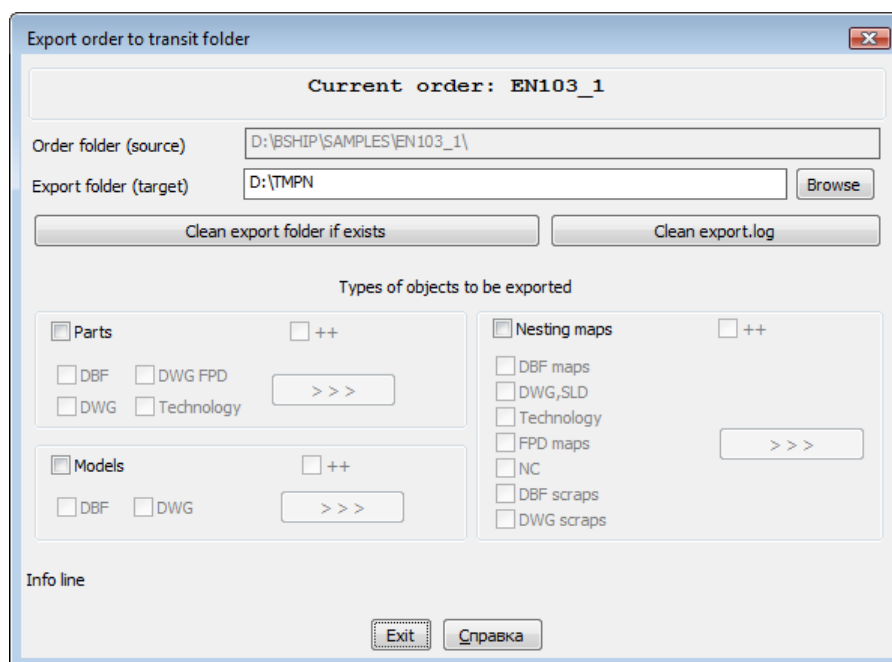 Export order to transit folder
Current order: EN103_1
Order folder (source) D:\BSHIP\SAMPLES\EN103_1\
Export folder (target) D:\TMPN Browse
Clean export folder if exists Clean export.log
Types of objects to be exported
Parts ++
DBF DWG FPD
DWG Technology
> > >
Models ++
DBF DWG > > >
Nesting maps ++
DBF maps
DWG,SLD
Technology
FPD maps
> > >
NC
DBF scraps
DWG scraps
Info line
Exit Справка